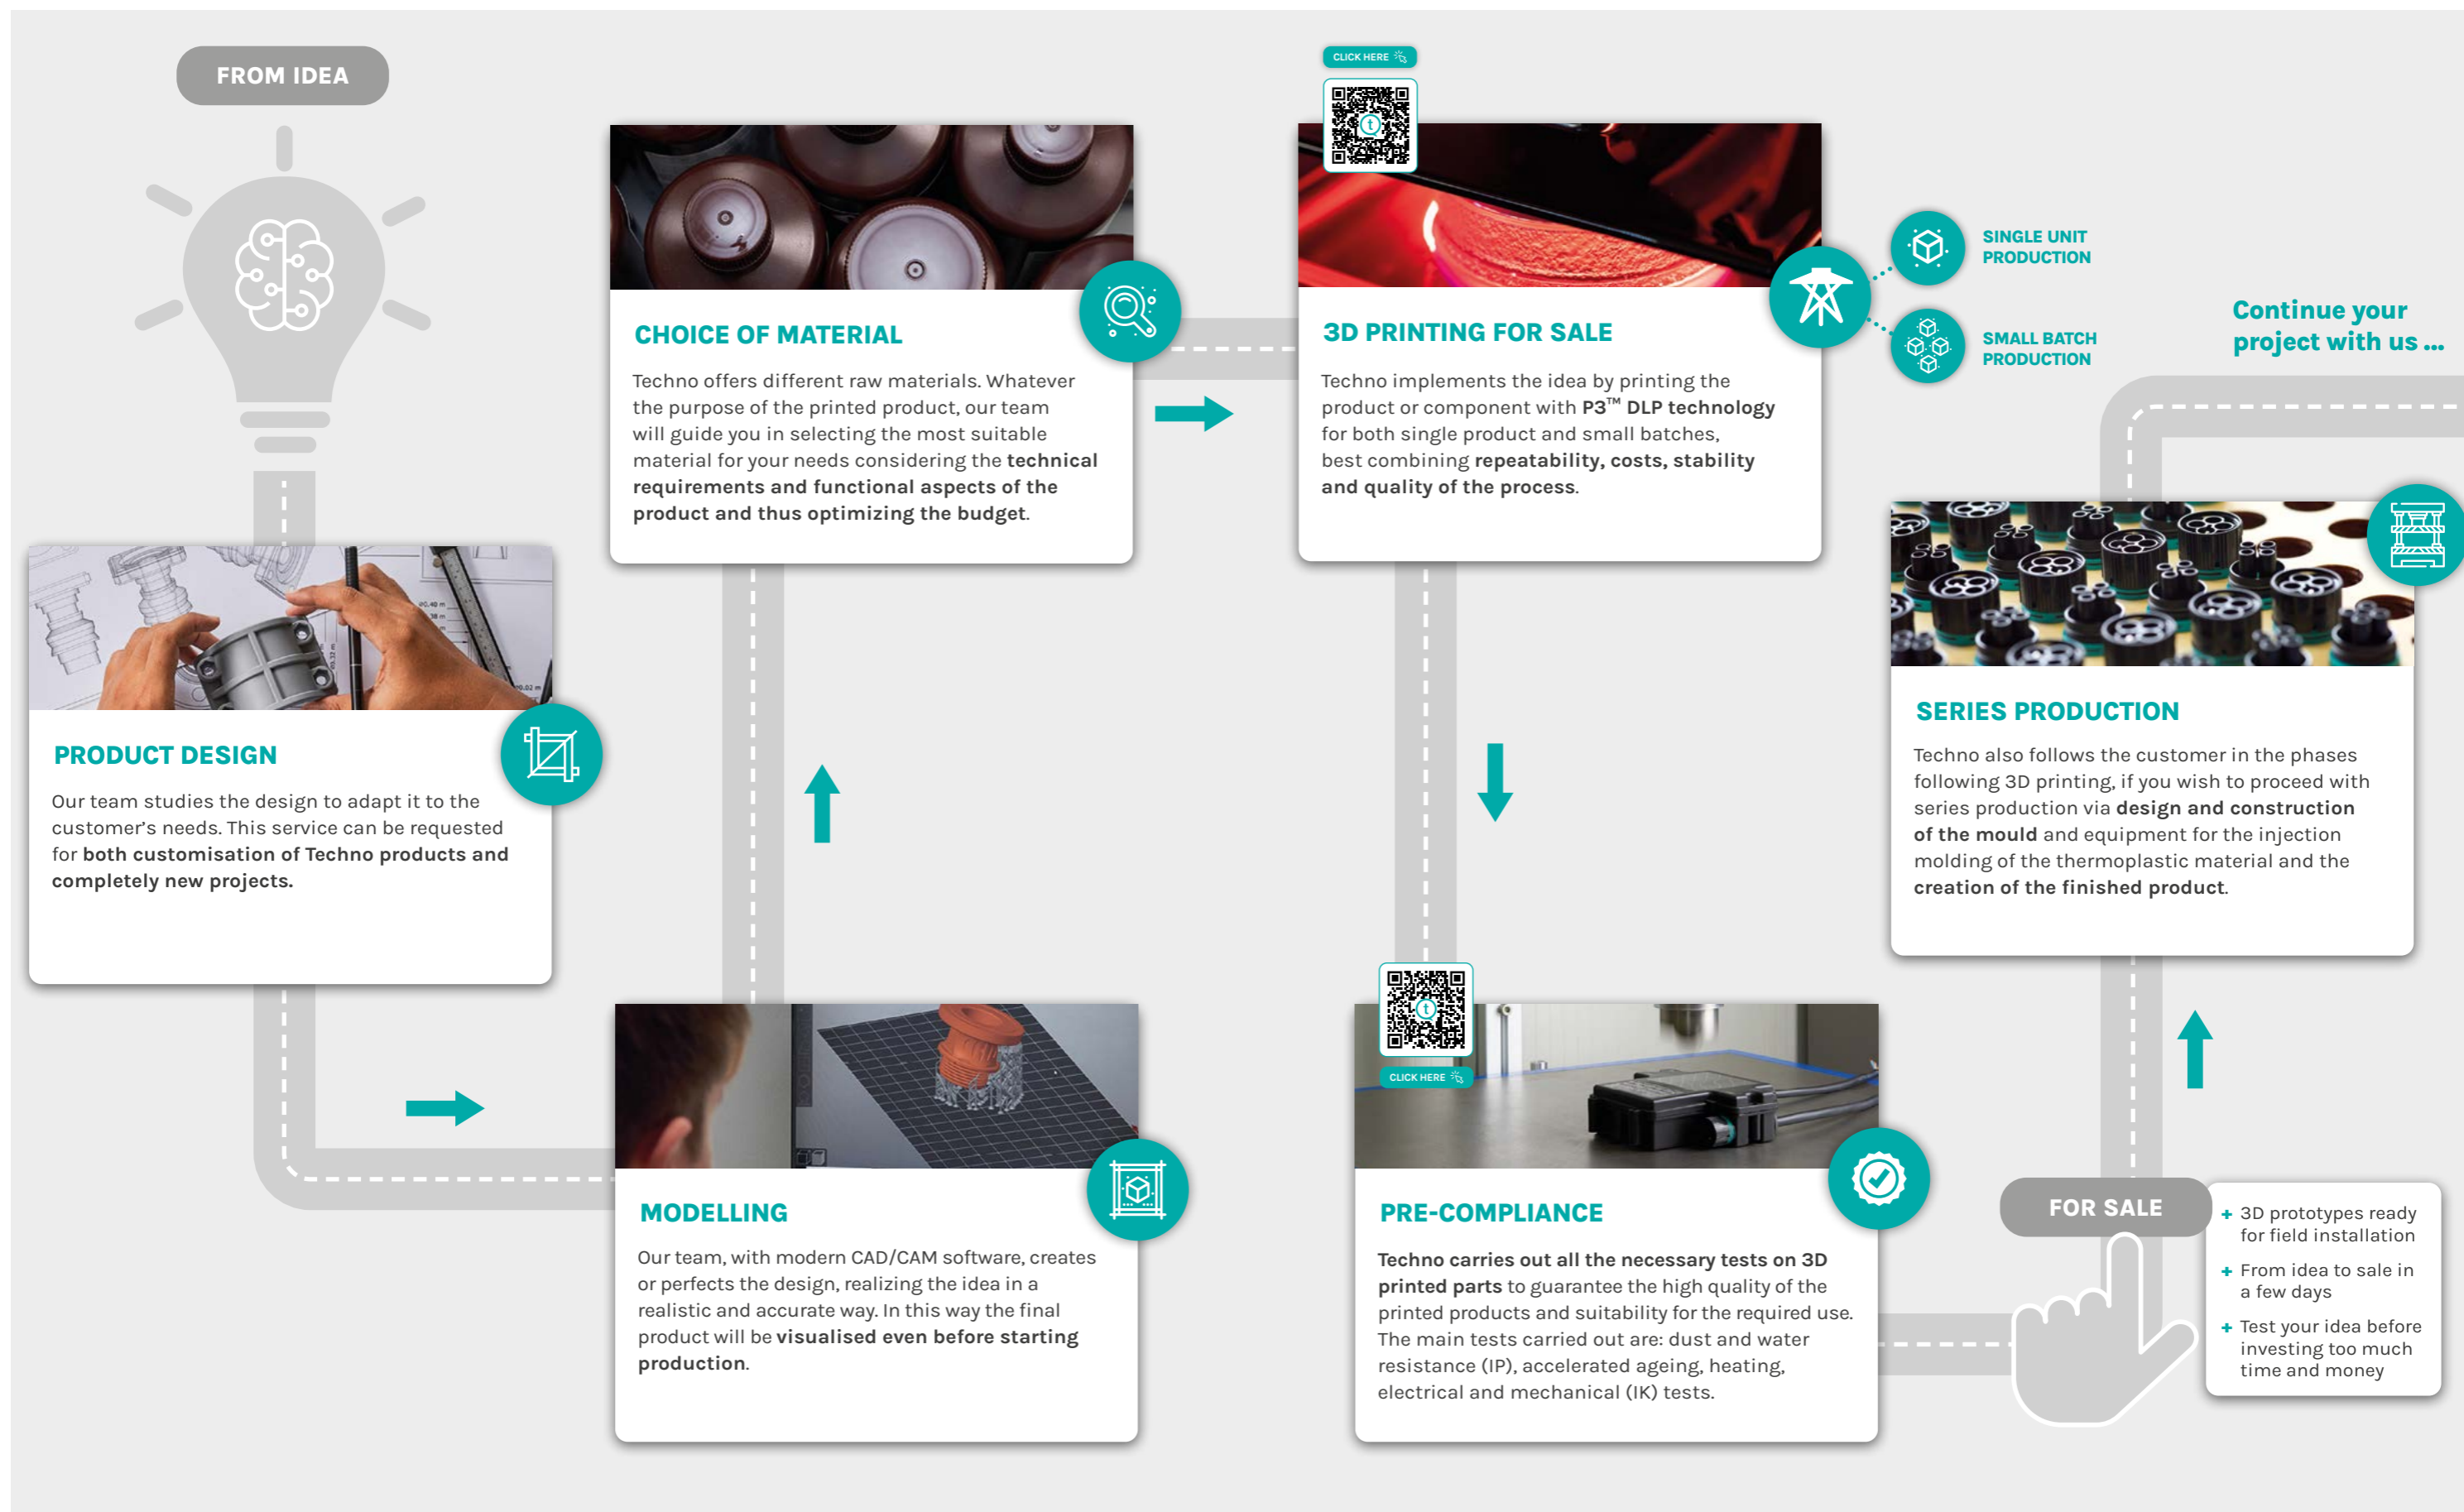 FROM IDEA
PRODUCT DESIGN
Our team studies the design to adapt it to the
customer's needs. This service can be requested
for both customisation of Techno products and
completely new projects.
MODELLING
Our team, with modern CAD/CAM software, creates
or perfects the design, realizing the idea in a
realistic and accurate way. In this way the final
product will be visualised even before starting
production.
CHOICE OF MATERIAL
Techno offers different raw materials. Whatever
the purpose of the printed product, our team
will guide you in selecting the most suitable
material for your needs considering the technical
requirements and functional aspects of the
product and thus optimizing the budget.
CLICK HERE
t
3D PRINTING FOR SALE
Techno implements the idea by printing the
product or component with P3™ DLP technology
for both single product and small batches,
best combining repeatability, costs, stability
and quality of the process.
SINGLE UNIT
PRODUCTION
SMALL BATCH
PRODUCTION
t
CLICK HERE
PRE-COMPLIANCE
Techno carries out all the necessary tests on 3D
printed parts to guarantee the high quality of the
printed products and suitability for the required use.
The main tests carried out are: dust and water
resistance (IP), accelerated ageing, heating,
electrical and mechanical (IK) tests.
FOR SALE
+ 3D prototypes ready
for field installation
+ From idea to sale in
a few days
+ Test your idea before
investing too much
time and money
SERIES PRODUCTION
Techno also follows the customer in the phases
following 3D printing, if you wish to proceed with
series production via design and construction
of the mould and equipment for the injection
molding of the thermoplastic material and the
creation of the finished product.
Continue your
project with us ...